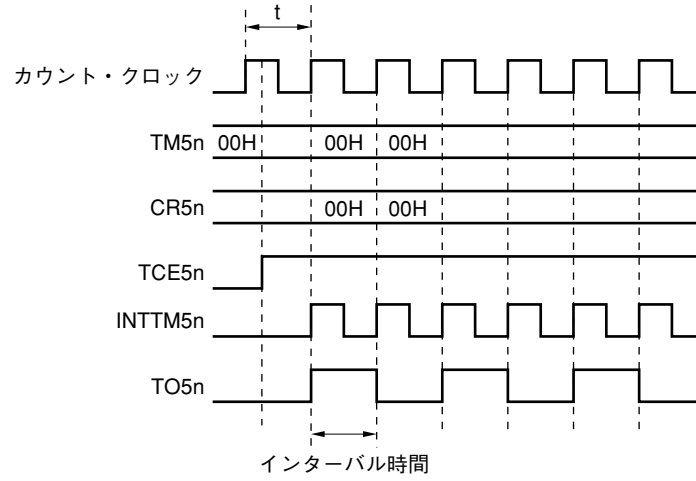 t
カウント・クロック
TM5n 00H 00H 00H
CR5n 00H 00H
TCE5n
INTTM5n
TO5n
インターバル時間